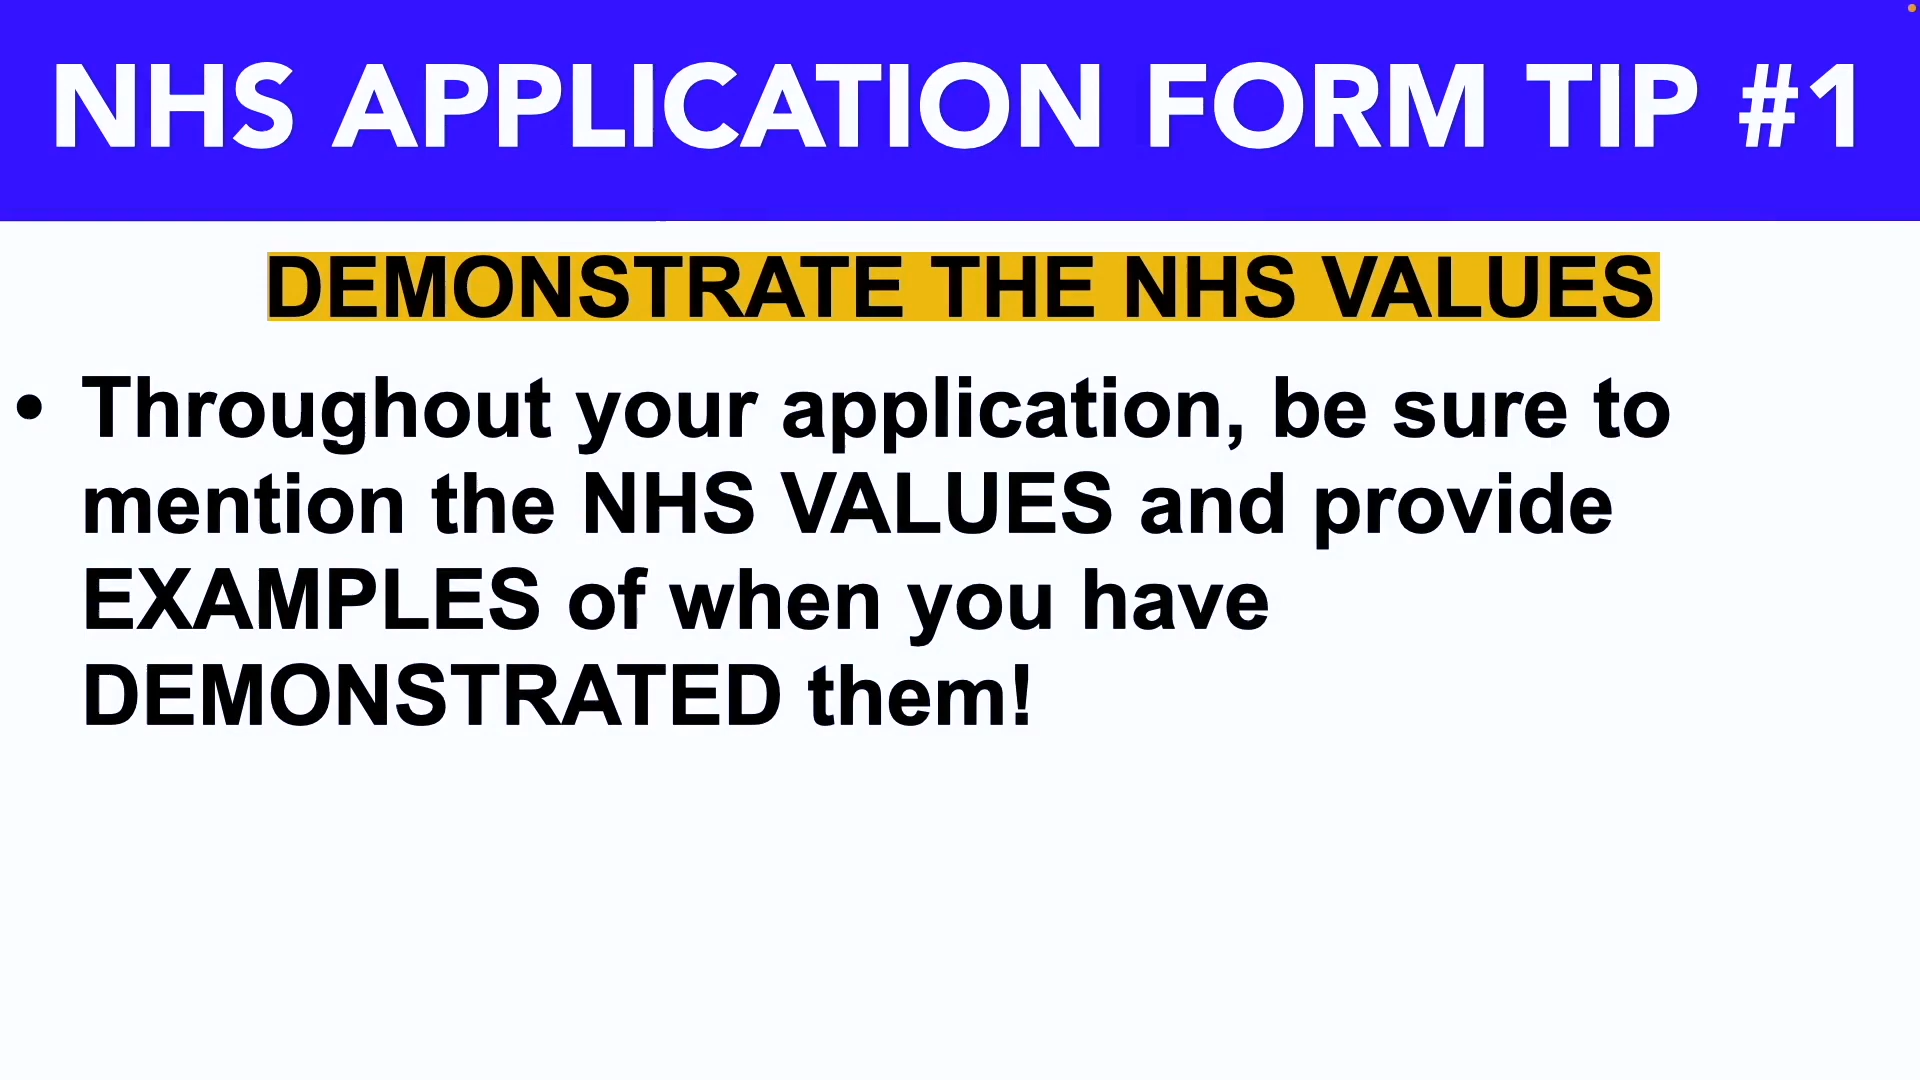 NHS APPLICATION FORM TIP #1
DEMONSTRATE THE NHS VALUES
• Throughout your application, be sure to
mention the NHS VALUES and provide
EXAMPLES of when you have
DEMONSTRATED them!